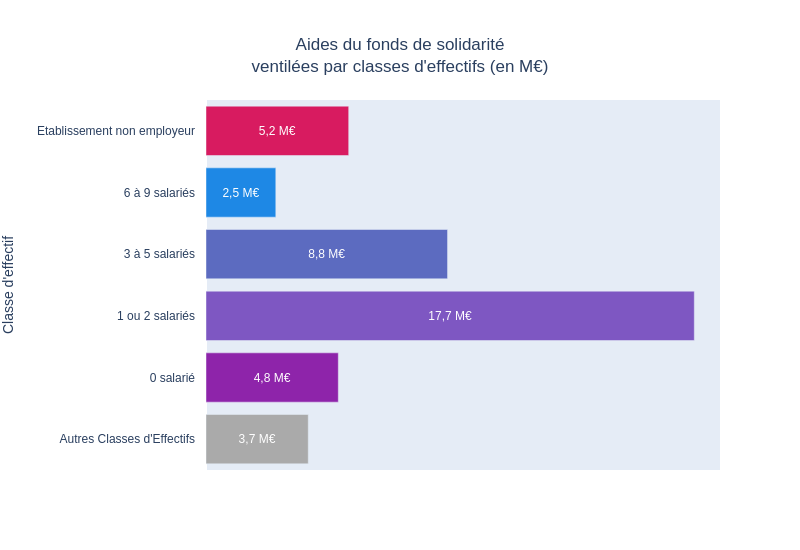 Aides du fonds de solidarité
ventilées par classes d'effectifs (en M€)
Classe d'effectif
Etablissement non employeur
5,2 M€
6 à 9 salariés
2,5 M€
3 à 5 salariés
8,8 M€
1 ou 2 salariés
17,7 M€
0 salarié
4,8 M€
Autres Classes d'Effectifs
3,7 M€